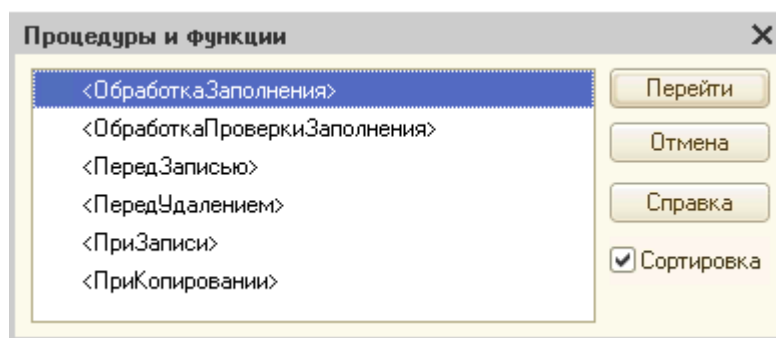 Процедуры и функции
<ОбработкаЗаполнения>
<ОбработкаПроверкиЗаполнения>
<ПередЗаписью>
<ПередУдалением>
<ПриЗаписи>
<ПриКопировании>
Перейти
Отмена
Справка
Сортировка